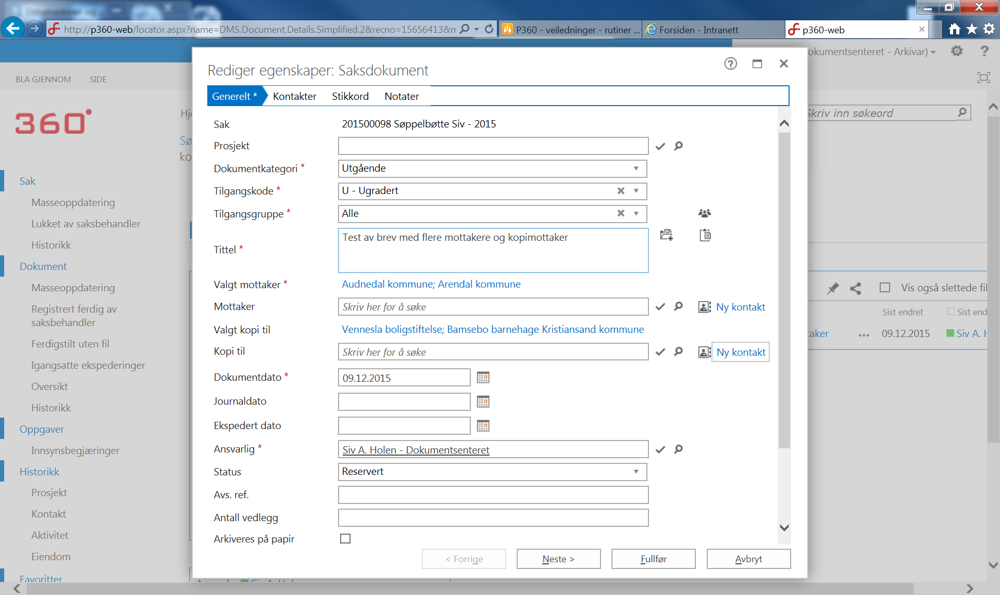 http://p360-web/locator.aspx?name=DMS.Document.Details.Simplified.2&recno=15656413&n
P360 - veiledninger - rutiner ...
Forsiden - Intranett
p360-web
okumentsenteret - Arkivar)
?
BLA GJENNOM
SIDE
360°
Hj
Sø
ko
Skriv inn søkeord
Sak
Masseoppdatering
Lukket av saksbehandler
Historikk
Dokument
Masseoppdatering
Registrert ferdig av
saksbehandler
Ferdigstilt uten fil
Igangsatte ekspederinger
Oversikt
Historikk
Oppgaver
Innsynsbegjæringer
Historikk
Prosjekt
Kontakt
Aktivitet
Eiendom
Favoritter
Rediger egenskaper: Saksdokument
Generelt *
Kontakter
Stikkord
Notater
Sak
201500098 Søppelbøtte Siv - 2015
Prosjekt
Dokumentkategori *
Utgående
Tilgangskode *
U - Ugradert
Tilgangsgruppe *
Alle
Tittel *
Test av brev med flere mottakere og kopimottaker
Valgt mottaker *
Audnedal kommune; Arendal kommune
Mottaker
Skriv her for å søke
Ny kontakt
Valgt kopi til
Vennesla boligstiftelse; Bamsebo barnehage Kristiansand kommune
Kopi til
Skriv her for å søke
Ny kontakt
Dokumentdato *
09.12.2015
Journaldato
Ekspedert dato
Ansvarlig *
Siv A. Holen - Dokumentsenteret
Status
Reservert
Avs. ref.
Antall vedlegg
Arkiveres på papir
< Forrige
Neste >
Fullfør
Avbryt
Vis også slettede fil
Sist endret
Sist end
taker
...
09.12.2015
Siv A. H